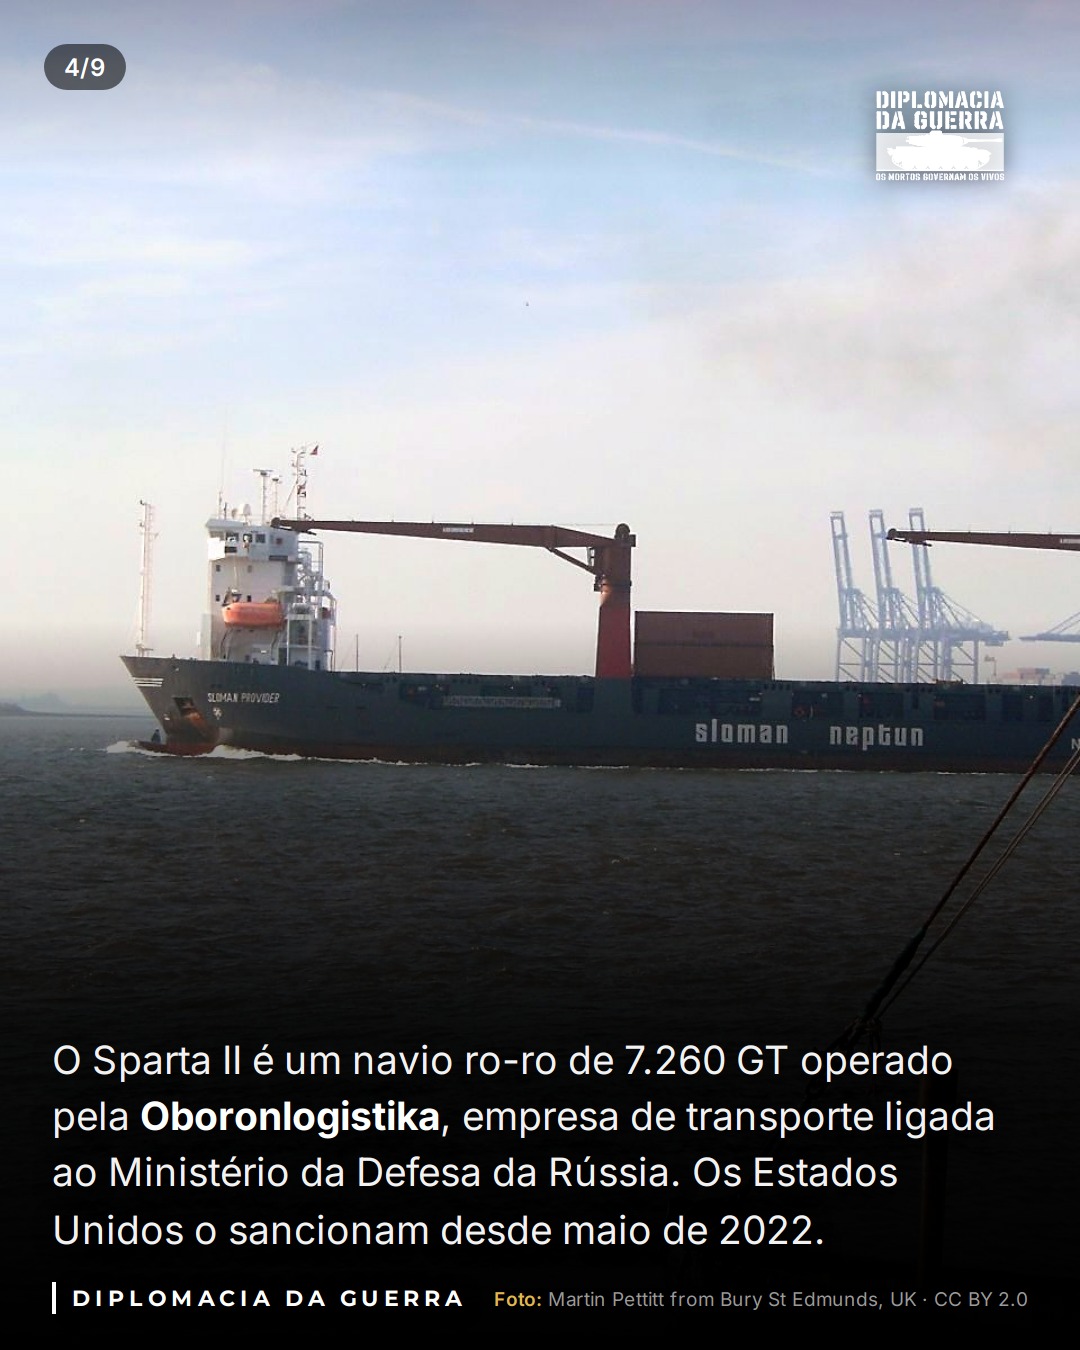 4/9
DIPLOMACIA
DA GUERRA
OS MORTOS GOVERNAM OS VIVOS
SLOMAN PROVIDER
sloman neptun
O Sparta II é um navio ro-ro de 7.260 GT operado
pela Oboronlogistika, empresa de transporte ligada
ao Ministério da Defesa da Rússia. Os Estados
Unidos o sancionam desde maio de 2022.
DIPLOMACIA DA GUERRA
Foto: Martin Pettitt from Bury St Edmunds, UK · CC BY 2.0